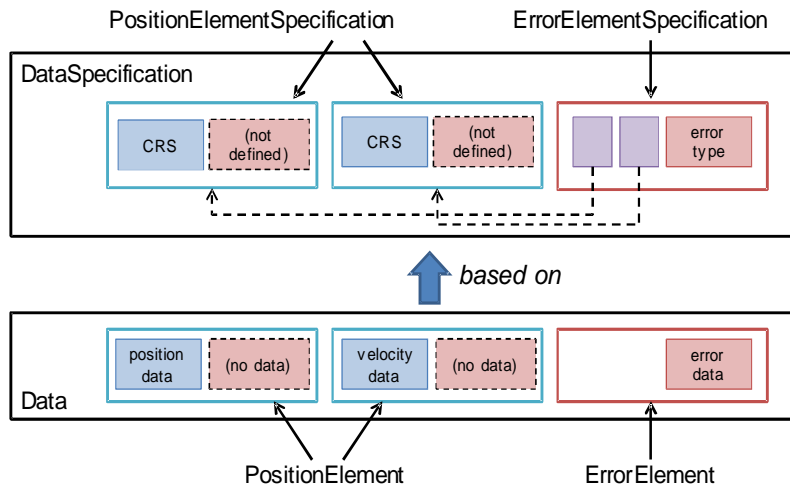 PositionElementSpecification
ErrorElementSpecification
DataSpecification
CRS
(not
defined)
CRS
(not
defined)
error
type
based on
position
data
(no data)
velocity
data
(no data)
error
data
Data
PositionElement
ErrorElement